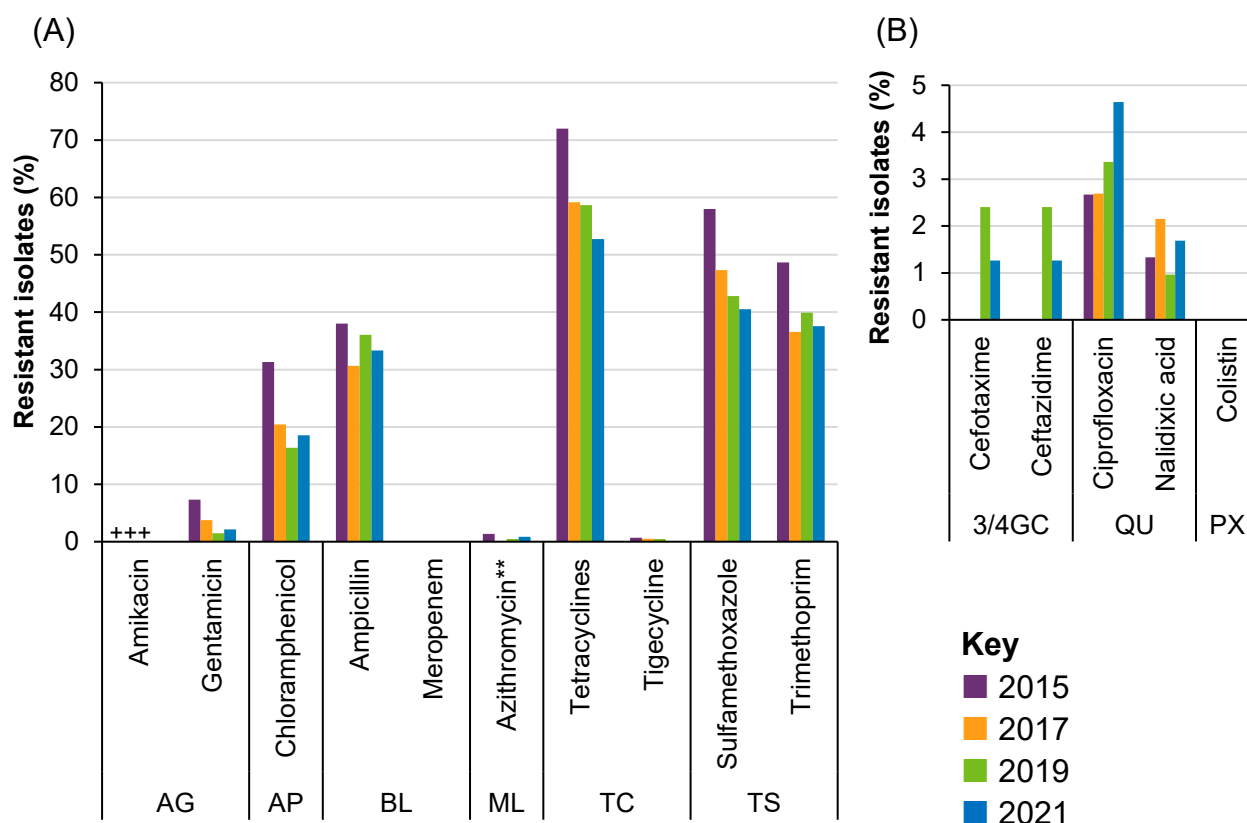 (A)
Resistant isolates (%)
80
70
60
50
40
30
20
10
0
+++
Amikacin
Gentamicin
Chloramphenicol
Ampicillin
Meropenem
Azithromycin**
Tetracyclines
Tigecycline
Sulfamethoxazole
Trimethoprim
AG
AP
BL
ML
TC
TS
(B)
Resistant isolates (%)
5
4
3
2
1
0
Cefotaxime
Ceftazidime
Ciprofloxacin
Nalidixic acid
Colistin
3/4GC
QU
PX
Key
2015
2017
2019
2021